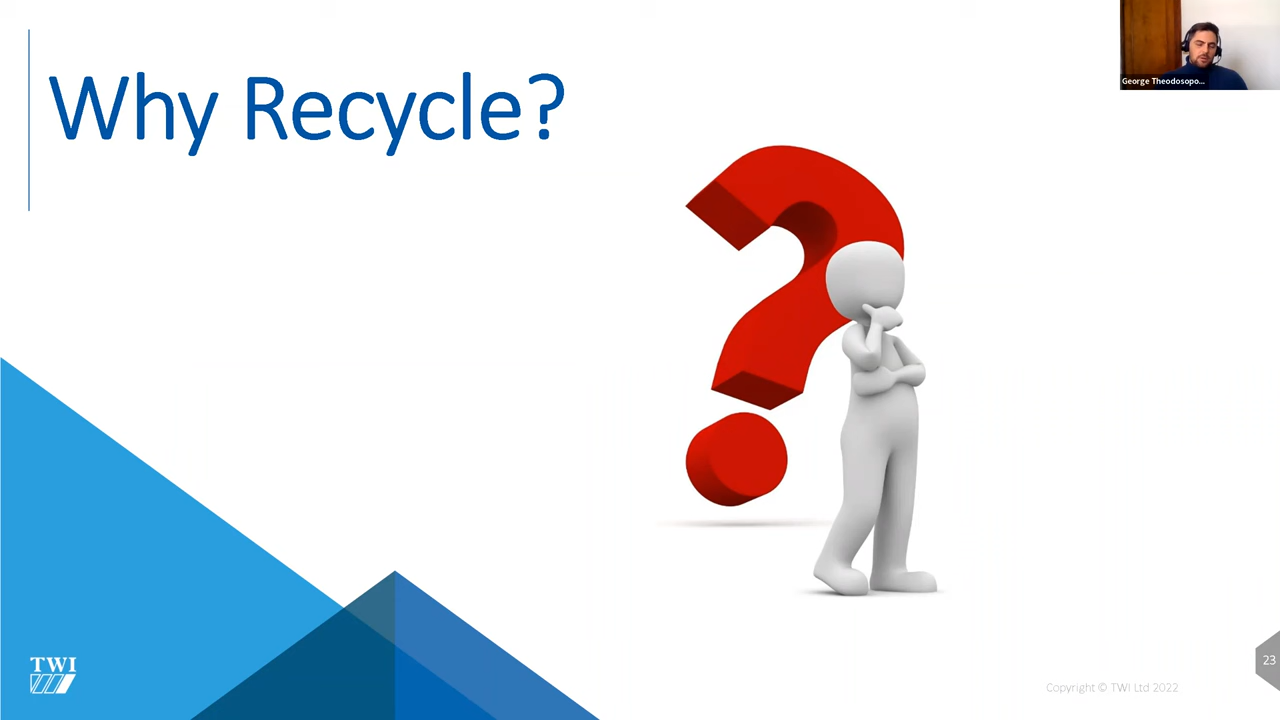 Why Recycle?
George Theodosopo...
TWI
23
Copyright © TWI Ltd 2022